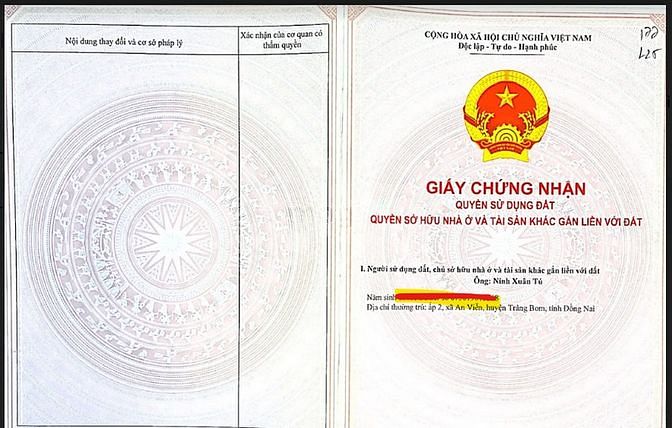 Nội dung thay đổi và cơ sở pháp lý
Xác nhận của cơ quan có
thẩm quyền
CỘNG HÒA XÃ HỘI CHỦ NGHĨA VIỆT NAM
Độc lập - Tự do - Hạnh phúc
GIẤY CHỨNG NHẬN
QUYỀN SỬ DỤNG ĐẤT
QUYỀN SỞ HỮU NHÀ Ở VÀ TÀI SẢN KHÁC GẮN LIỀN VỚI ĐẤT
I. Người sử dụng đất, chủ sở hữu nhà ở và tài sản khác gắn liền với đất
Ông: Ninh Xuân Tú
Năm sinh
Địa chỉ thường trú: ấp 2, xã An Viễn, huyện Trảng Bom, tỉnh Đồng Nai